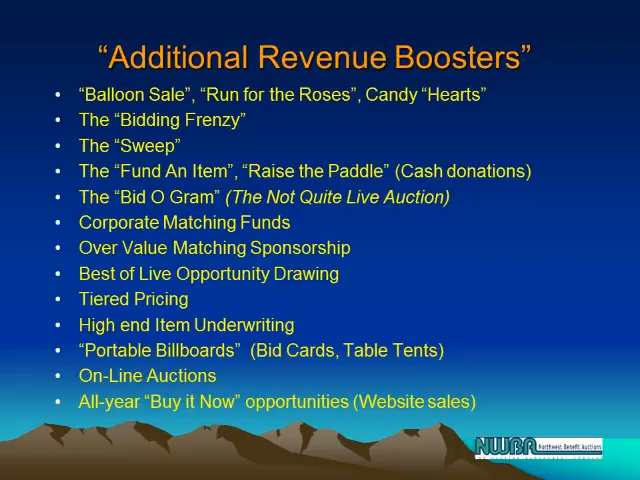 “Additional Revenue Boosters”
• “Balloon Sale”, “Run for the Roses”, Candy “Hearts”
• The “Bidding Frenzy”
• The “Sweep”
• The “Fund An Item”, “Raise the Paddle” (Cash donations)
• The “Bid O Gram” (The Not Quite Live Auction)
• Corporate Matching Funds
• Over Value Matching Sponsorship
• Best of Live Opportunity Drawing
• Tiered Pricing
• High end Item Underwriting
• “Portable Billboards” (Bid Cards, Table Tents)
• On-Line Auctions
• All-year “Buy it Now” opportunities (Website sales)
NWBA Northwest Benefit Auctions